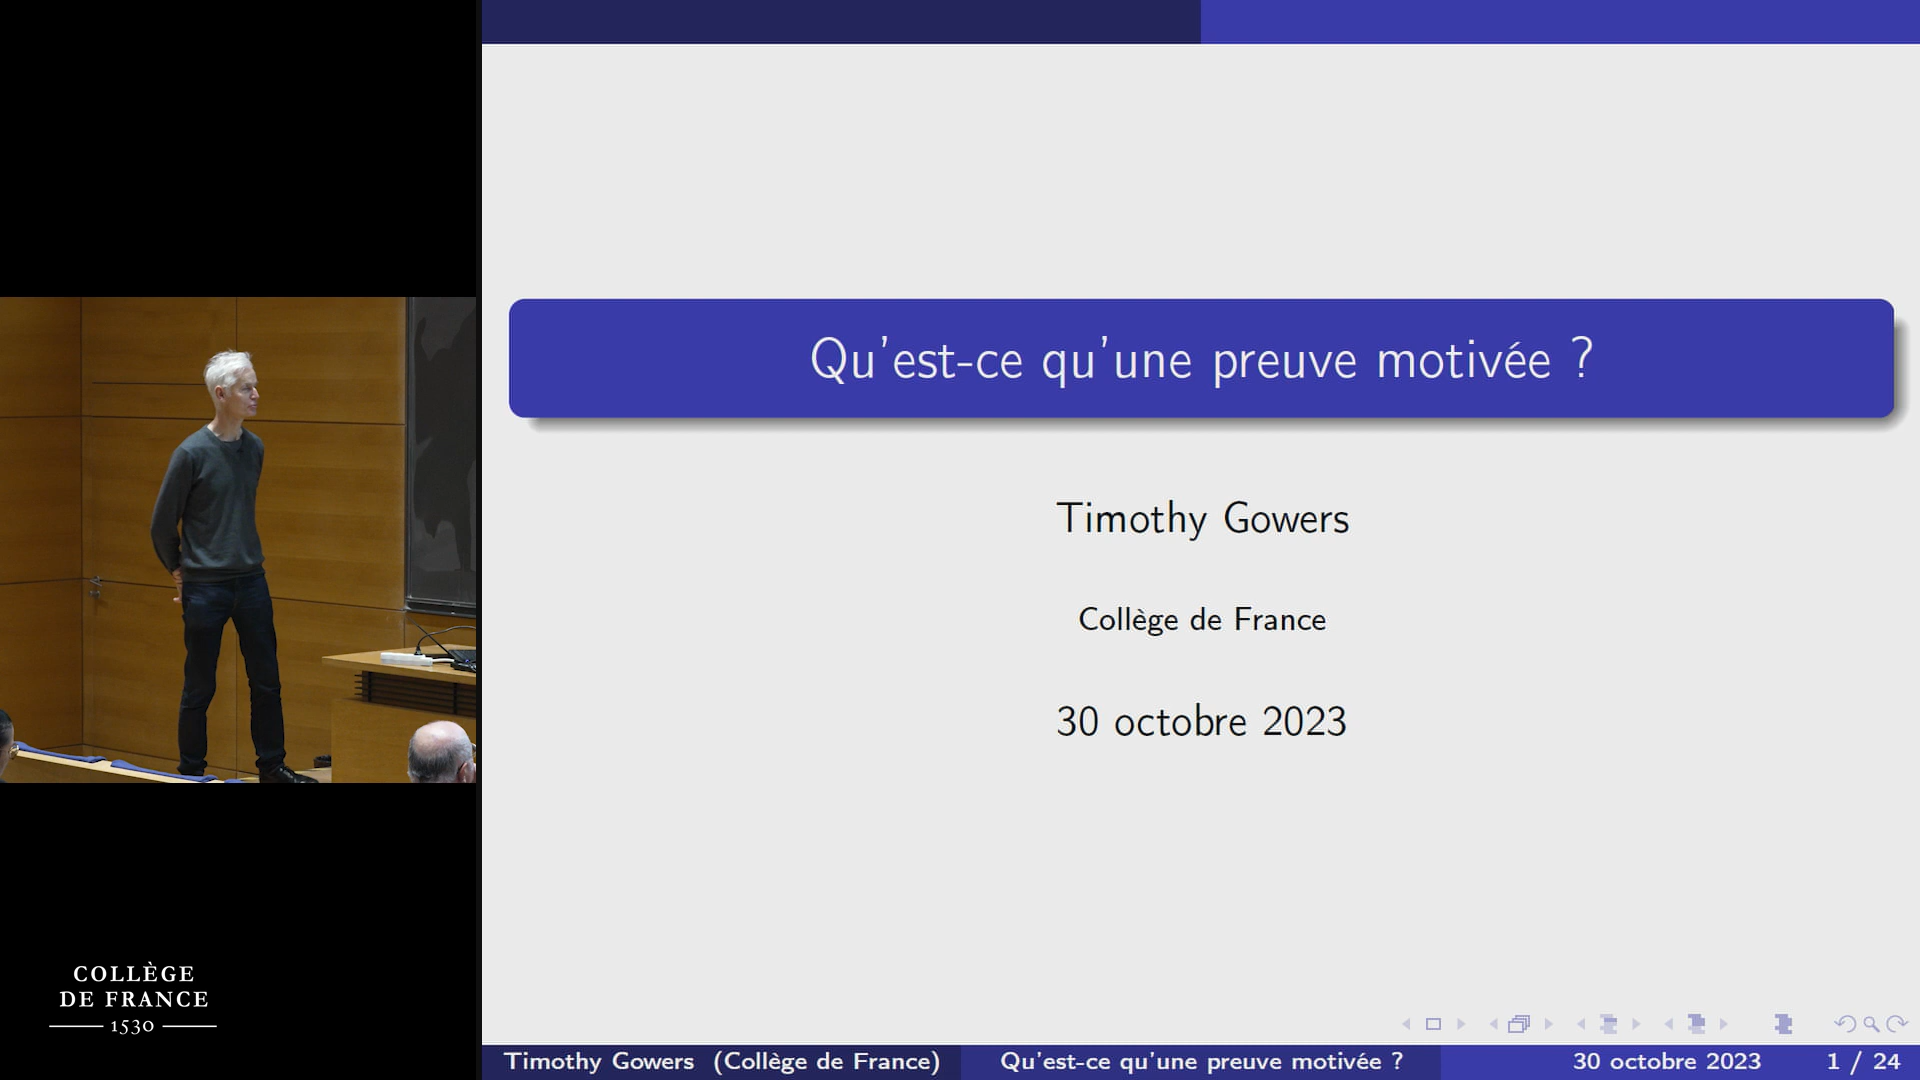 Qu'est-ce qu'une preuve motivée ?
Timothy Gowers
Collège de France
30 octobre 2023
COLLÈGE
DE FRANCE
1530
Timothy Gowers (Collège de France) Qu'est-ce qu'une preuve motivée ? 30 octobre 2023 1 / 24